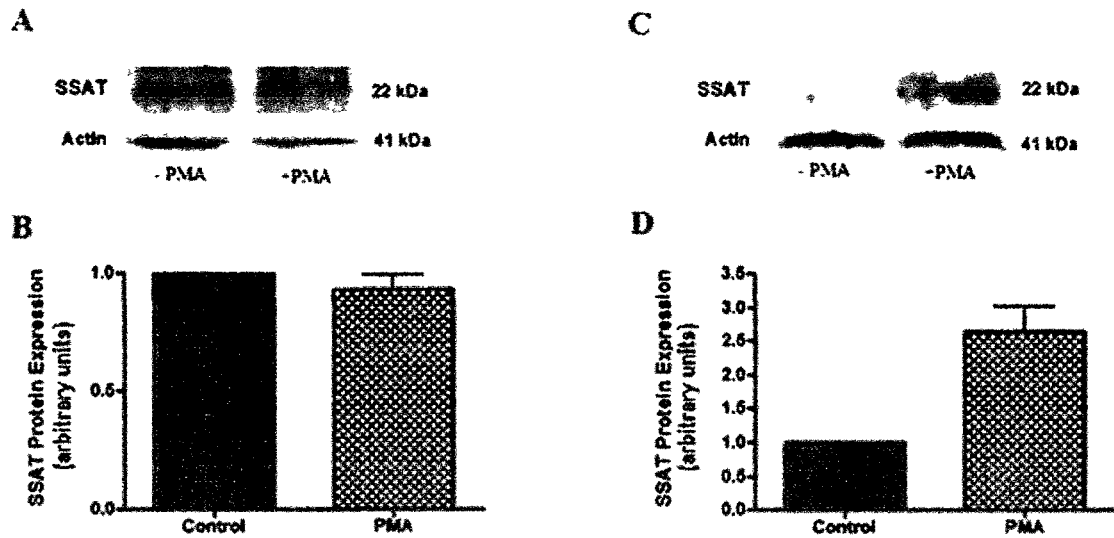 A
SSAT 22 kDa
Actin 41 kDa
- PMA +PMA
B
SSAT Protein Expression
(arbitrary units)
1.0
0.5
0.0
Control PMA
C
SSAT 22 kDa
Actin 41 kDa
- PMA +PMA
D
SSAT Protein Expression
(arbitrary units)
3.5
3.0
2.5
2.0
1.5
1.0
0.5
0.0
Control PMA